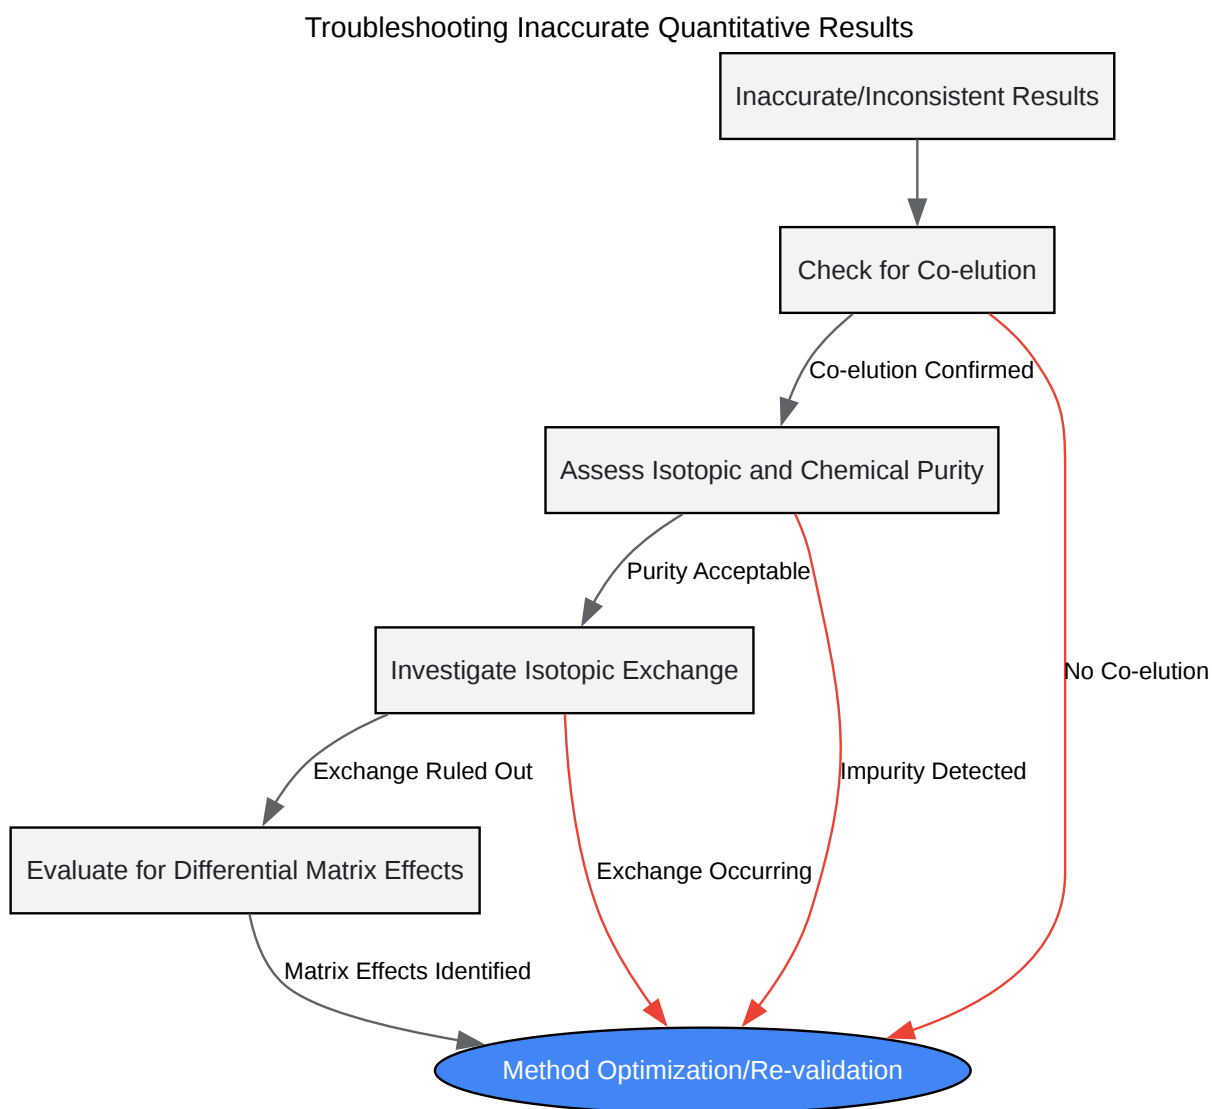 Troubleshooting Inaccurate Quantitative Results
Inaccurate/Inconsistent Results
Check for Co-elution
Co-elution Confirmed
Assess Isotopic and Chemical Purity
Purity Acceptable
Investigate Isotopic Exchange
No Co-elution
Exchange Ruled Out
Impurity Detected
Evaluate for Differential Matrix Effects
Exchange Occurring
Matrix Effects Identified
Method Optimization/Re-validation